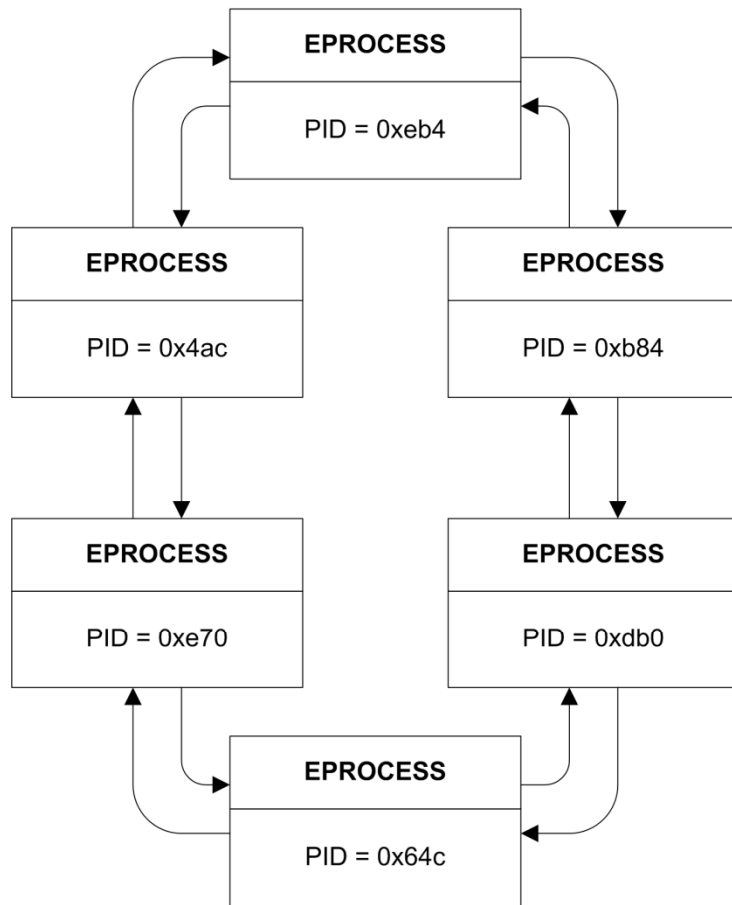 EPROCESS
PID = 0xeb4
EPROCESS
PID = 0x4ac
EPROCESS
PID = 0xb84
EPROCESS
PID = 0xe70
EPROCESS
PID = 0xdb0
EPROCESS
PID = 0x64c